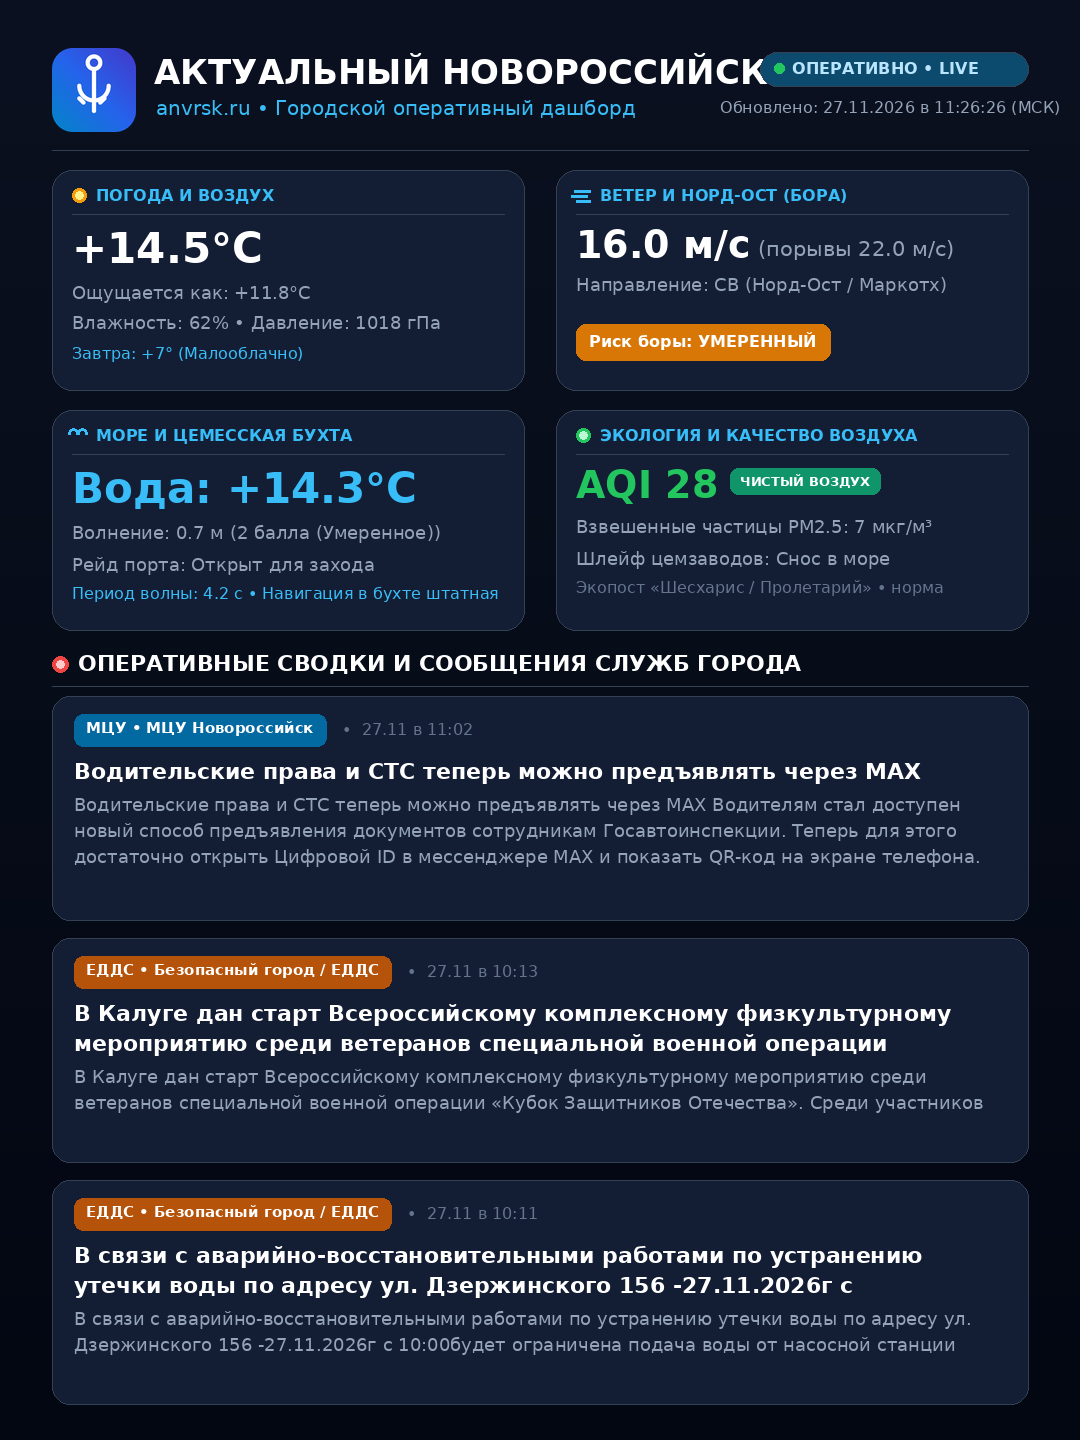 АКТУАЛЬНЫЙ НОВОРОССИЙСК
ОПЕРАТИВНО • LIVE
anvrsk.ru • Городской оперативный дашборд
Обновлено: 27.11.2026 в 11:26:26 (МСК)
ПОГОДА И ВОЗДУХ
+14.5°C
Ощущается как: +11.8°C
Влажность: 62% • Давление: 1018 гПа
Завтра: +7° (Малооблачно)
ВЕТЕР И НОРД-ОСТ (БОРА)
16.0 м/с (порывы 22.0 м/с)
Направление: СВ (Норд-Ост / Маркотх)
Риск боры: УМЕРЕННЫЙ
МОРЕ И ЦЕМЕССКАЯ БУХТА
Вода: +14.3°C
Волнение: 0.7 м (2 балла (Умеренное))
Рейд порта: Открыт для захода
Период волны: 4.2 с • Навигация в бухте штатная
ЭКОЛОГИЯ И КАЧЕСТВО ВОЗДУХА
AQI 28 ЧИСТЫЙ ВОЗДУХ
Взвешенные частицы PM2.5: 7 мкг/м³
Шлейф цемзаводов: Снос в море
Экопост «Шесхарис / Пролетарий» • норма
ОПЕРАТИВНЫЕ СВОДКИ И СООБЩЕНИЯ СЛУЖБ ГОРОДА
МЦУ • МЦУ Новороссийск • 27.11 в 11:02
Водительские права и СТС теперь можно предъявлять через MAX
Водительские права и СТС теперь можно предъявлять через MAX Водителям стал доступен
новый способ предъявления документов сотрудникам Госавтоинспекции. Теперь для этого
достаточно открыть Цифровой ID в мессенджере MAX и показать QR-код на экране телефона.
ЕДДС • Безопасный город / ЕДДС • 27.11 в 10:13
В Калуге дан старт Всероссийскому комплексному физкультурному
мероприятию среди ветеранов специальной военной операции
В Калуге дан старт Всероссийскому комплексному физкультурному мероприятию среди
ветеранов специальной военной операции «Кубок Защитников Отечества». Среди участников
ЕДДС • Безопасный город / ЕДДС • 27.11 в 10:11
В связи с аварийно-восстановительными работами по устранению
утечки воды по адресу ул. Дзержинского 156 -27.11.2026г с
В связи с аварийно-восстановительными работами по устранению утечки воды по адресу ул.
Дзержинского 156 -27.11.2026г с 10:00будет ограничена подача воды от насосной станции